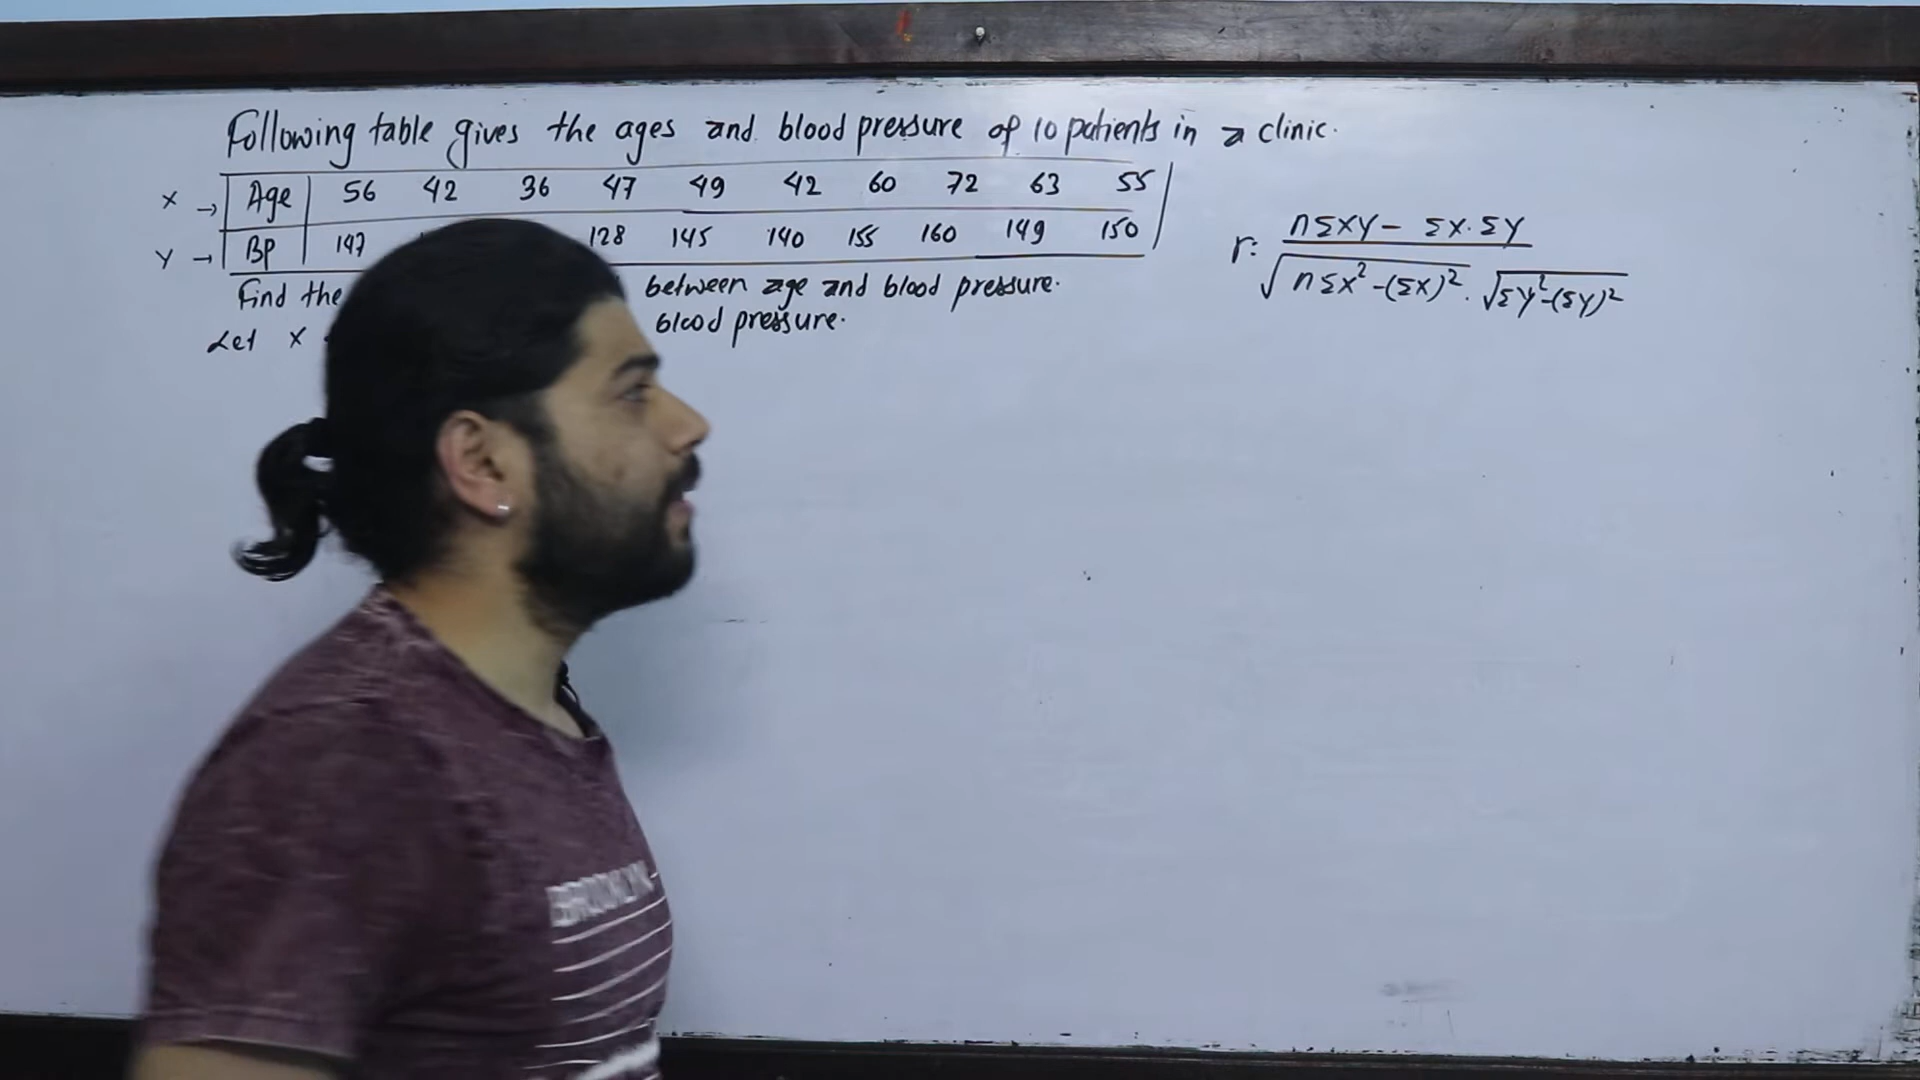 Following table gives the ages and blood pressure of 10 patients in a clinic.
X → Age 56 42 36 47 49 42 60 72 63 55
Y → BP 147 128 145 140 155 160 149 150
Find the between age and blood pressure.
Let X blood pressure.
r: nΣXY - ΣX. ΣY
√nΣX²-(ΣX)². √ΣY²-(ΣY)²
BROOKLYN